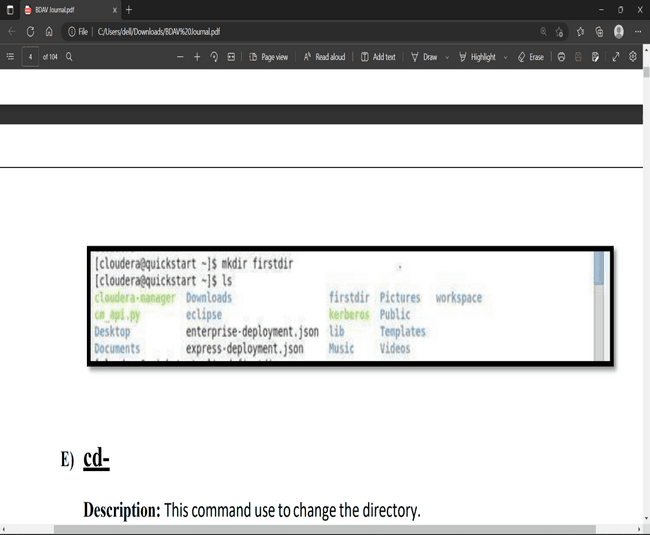 BDAV Journal.pdf
File | C:/Users/dell/Downloads/BDAV%20Journal.pdf
4 of 104 Page view Read aloud Add text Draw Highlight Erase
[cloudera@quickstart ~]$ mkdir firstdir
[cloudera@quickstart ~]$ ls
cloudera-manager Downloads firstdir Pictures workspace
cm_api.py eclipse kerberos Public
Desktop enterprise-deployment.json lib Templates
Documents express-deployment.json Music Videos
E) cd-
Description: This command use to change the directory.